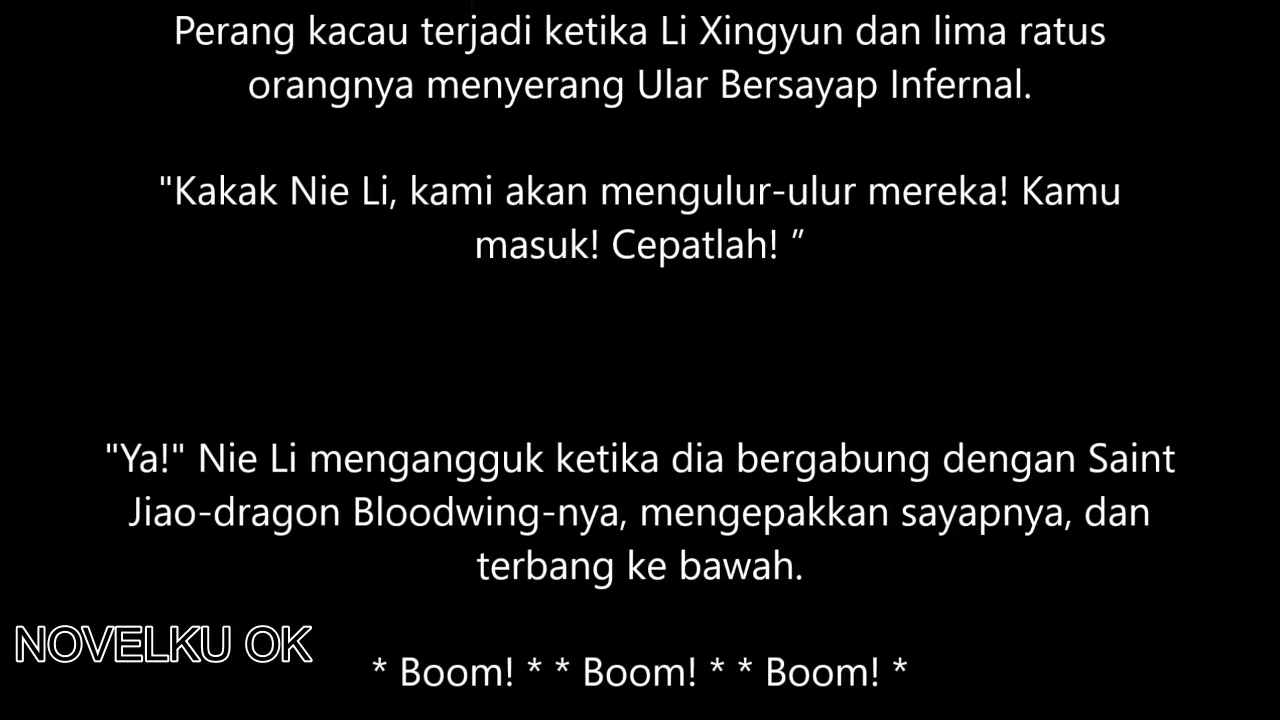 Perang kacau terjadi ketika Li Xingyun dan lima ratus
orangnya menyerang Ular Bersayap Infernal.
"Kakak Nie Li, kami akan mengulur-ulur mereka! Kamu
masuk! Cepatlah! ”
"Ya!" Nie Li mengangguk ketika dia bergabung dengan Saint
Jiao-dragon Bloodwing-nya, mengepakkan sayapnya, dan
terbang ke bawah.
NOVELKU OK
* Boom! * * Boom! * * Boom! *